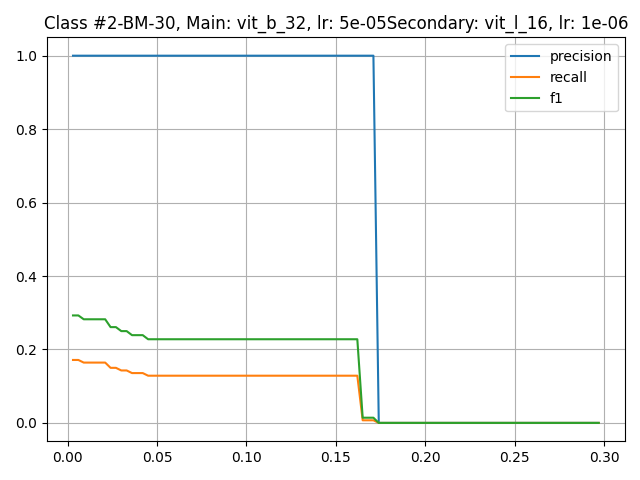 Class #2-BM-30, Main: vit_b_32, lr: 5e-05Secondary: vit_l_16, lr: 1e-06
precision
recall
f1
1.0
0.8
0.6
0.4
0.2
0.0
0.00 0.05 0.10 0.15 0.20 0.25 0.30